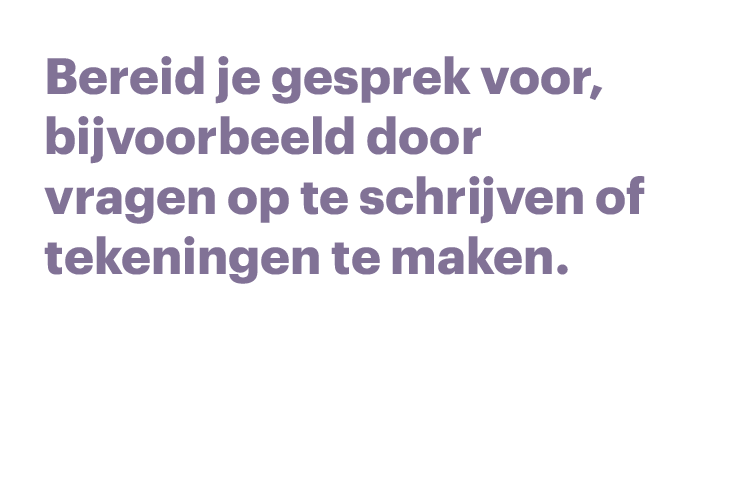 Bereid je gesprek voor,
bijvoorbeeld door
vragen op te schrijven of
tekeningen te maken.